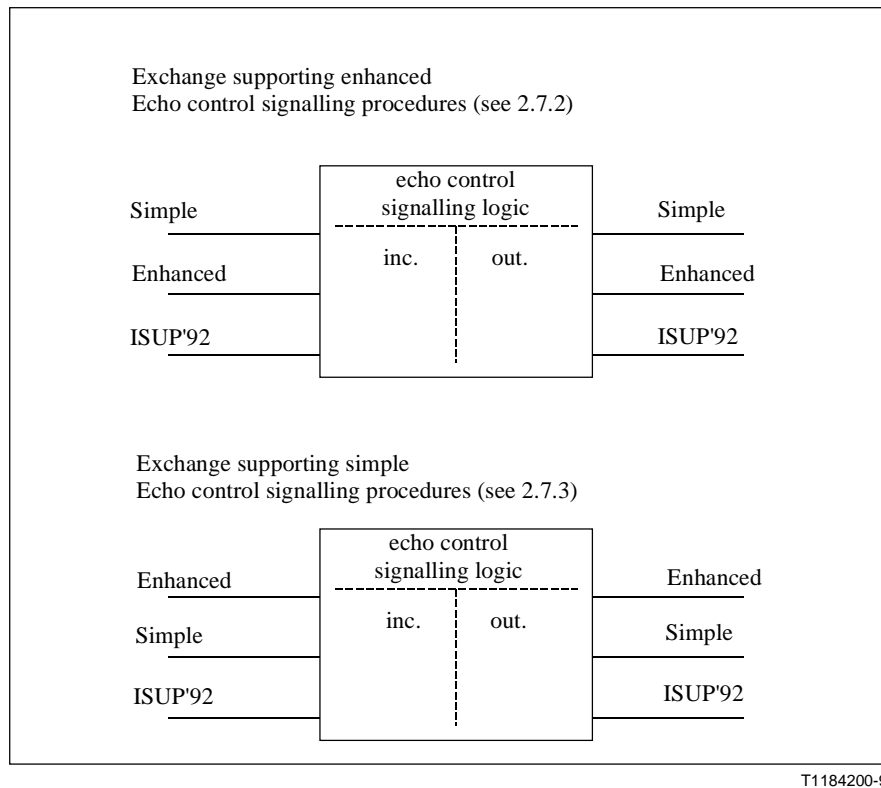 Exchange supporting enhanced
Echo control signalling procedures (see 2.7.2)
echo control
signalling logic
Simple
Simple
inc.
out.
Enhanced
Enhanced
ISUP'92
ISUP'92
Exchange supporting simple
Echo control signalling procedures (see 2.7.3)
echo control
signalling logic
Enhanced
Enhanced
inc.
out.
Simple
Simple
ISUP'92
ISUP'92
T1184200-9